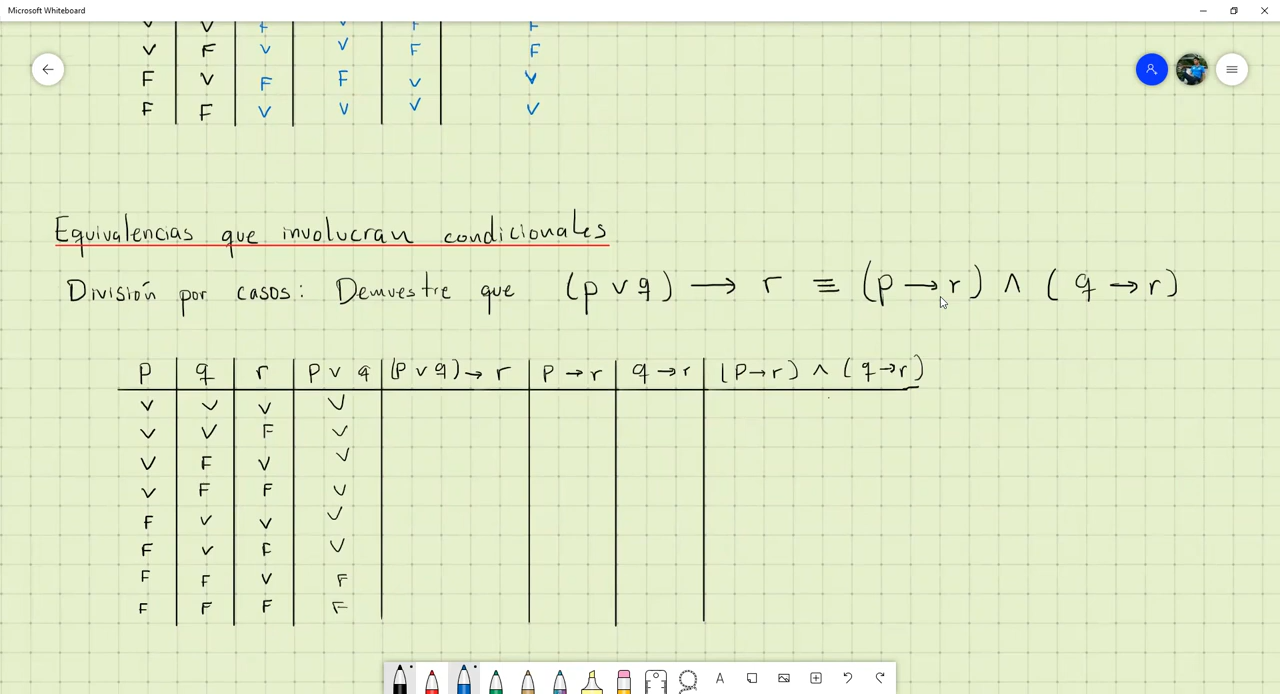 Microsoft Whiteboard
V V F V F F
V F V V F F
F V F F V V
F F V V V V
Equivalencias que involucran condicionales
División por casos: Demuestre que (p ∨ q) → r ≡ (p → r) ∧ (q → r)
p q r p ∨ q (p ∨ q) → r p → r q → r (p → r) ∧ (q → r)
V V V V
V V F V
V F V V
V F F V
F V V V
F V F V
F F V F
F F F F
A